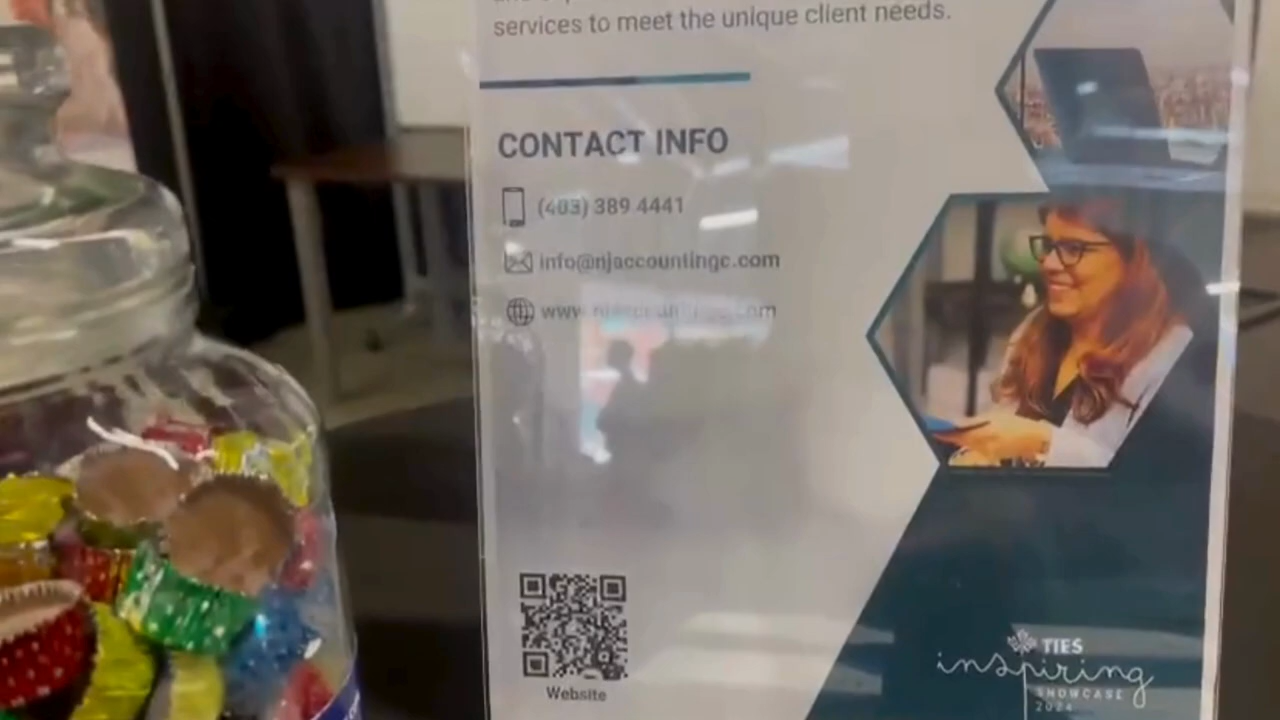 services to meet the unique client needs.
CONTACT INFO
(403) 389 4441
info@njaccountingc.com
www.
Website
TIES
inspiring
SHOWCASE
2024